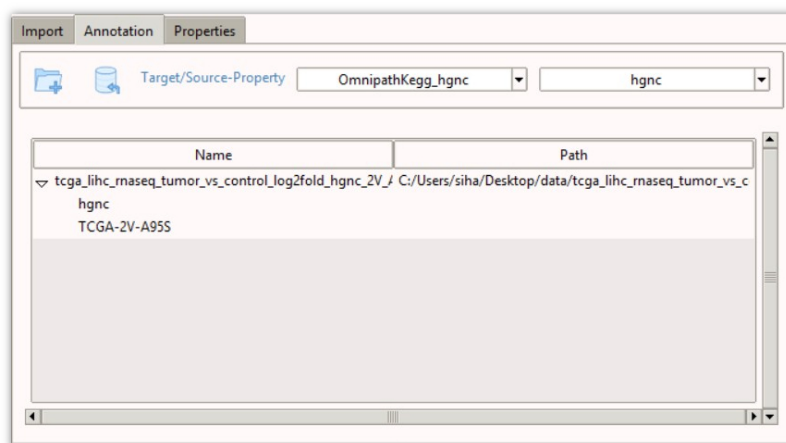 Import Annotation Properties
Target/Source-Property OmnipathKegg_hgnc hgnc
Name Path
tcga_lihc_rnaseq_tumor_vs_control_log2fold_hgnc_2V_A C:/Users/siha/Desktop/data/tcga_lihc_rnaseq_tumor_vs_c
hgnc
TCGA-2V-A95S